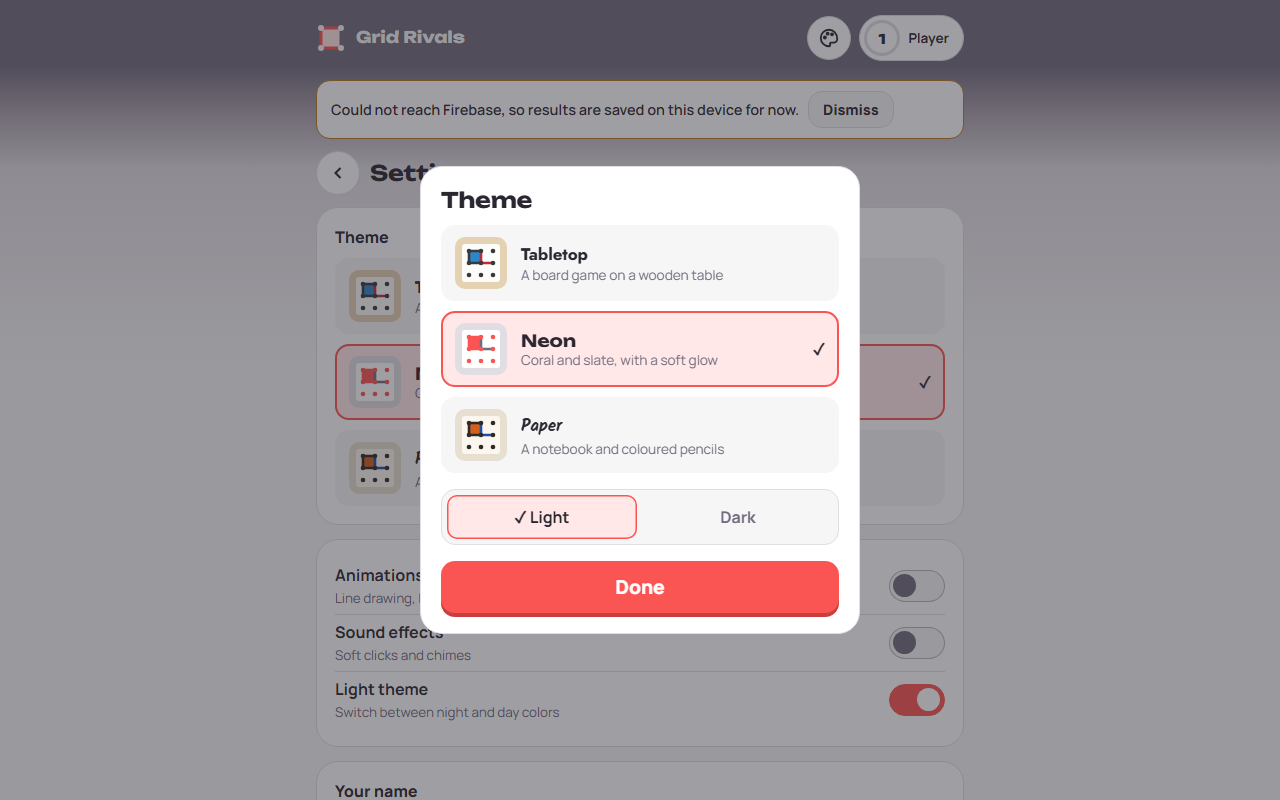 Grid Rivals
1 Player
Could not reach Firebase, so results are saved on this device for now. Dismiss
Theme
Theme
Tabletop
A board game on a wooden table
Neon
✓
Coral and slate, with a soft glow
Paper
A notebook and coloured pencils
✓ Light Dark
Done
Animations
Line drawing,
Sound effects
Soft clicks and chimes
Light theme
Switch between night and day colors
Your name